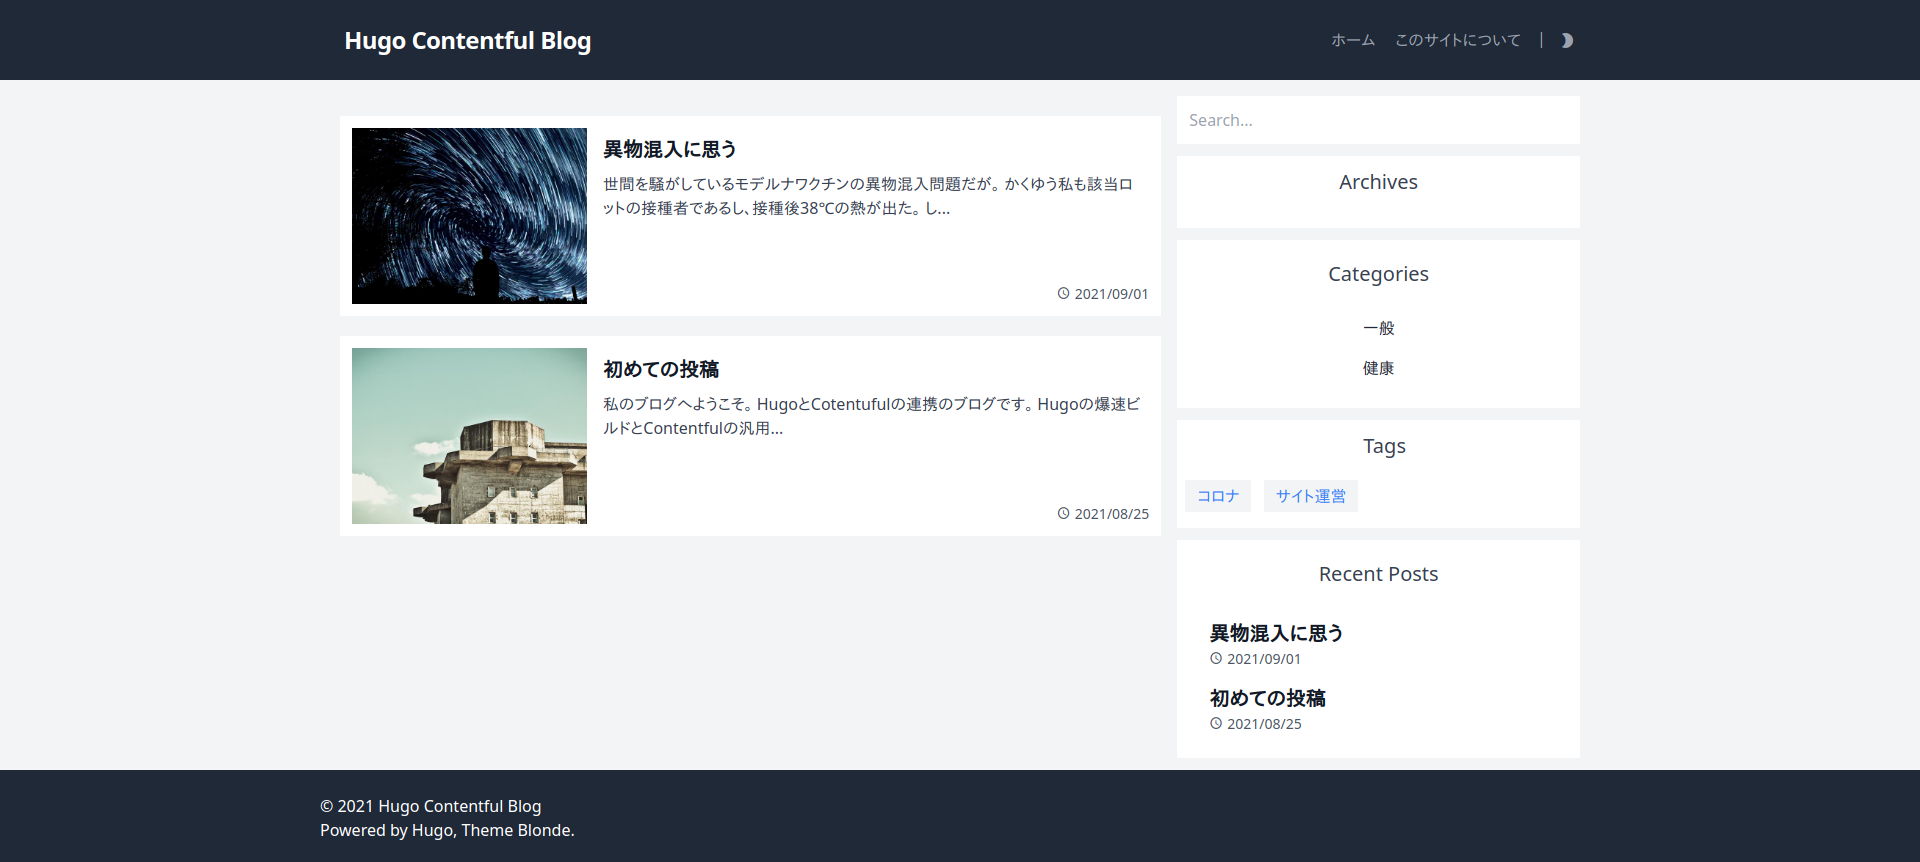 Hugo Contentful Blog
ホーム
このサイトについて
|
異物混入に思う
世間を騒がしているモデルナワクチンの異物混入問題だが。かくゆう私も該当ロ
ットの接種者であるし、接種後38℃の熱が出た。し...
2021/09/01
初めての投稿
私のブログへようこそ。HugoとCotentufulの連携のブログです。Hugoの爆速ビ
ルドとContentfulの汎用...
2021/08/25
Search...
Archives
Categories
一般
健康
Tags
コロナ
サイト運営
Recent Posts
異物混入に思う
2021/09/01
初めての投稿
2021/08/25
© 2021 Hugo Contentful Blog
Powered by Hugo, Theme Blonde.